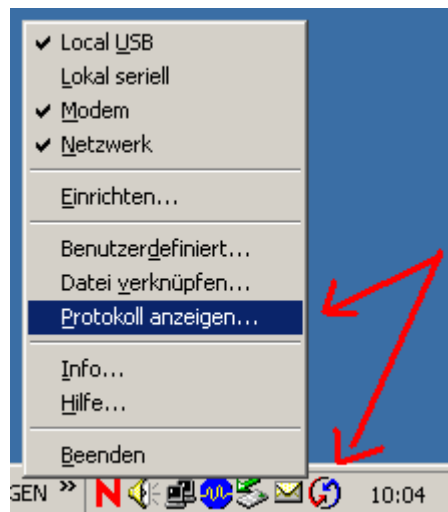 Local USB
Lokal seriell
Modem
Netzwerk
Einrichten...
Benutzerdefiniert...
Datei verknüpfen...
Protokoll anzeigen...
Info...
Hilfe...
Beenden
GEN » N 10:04